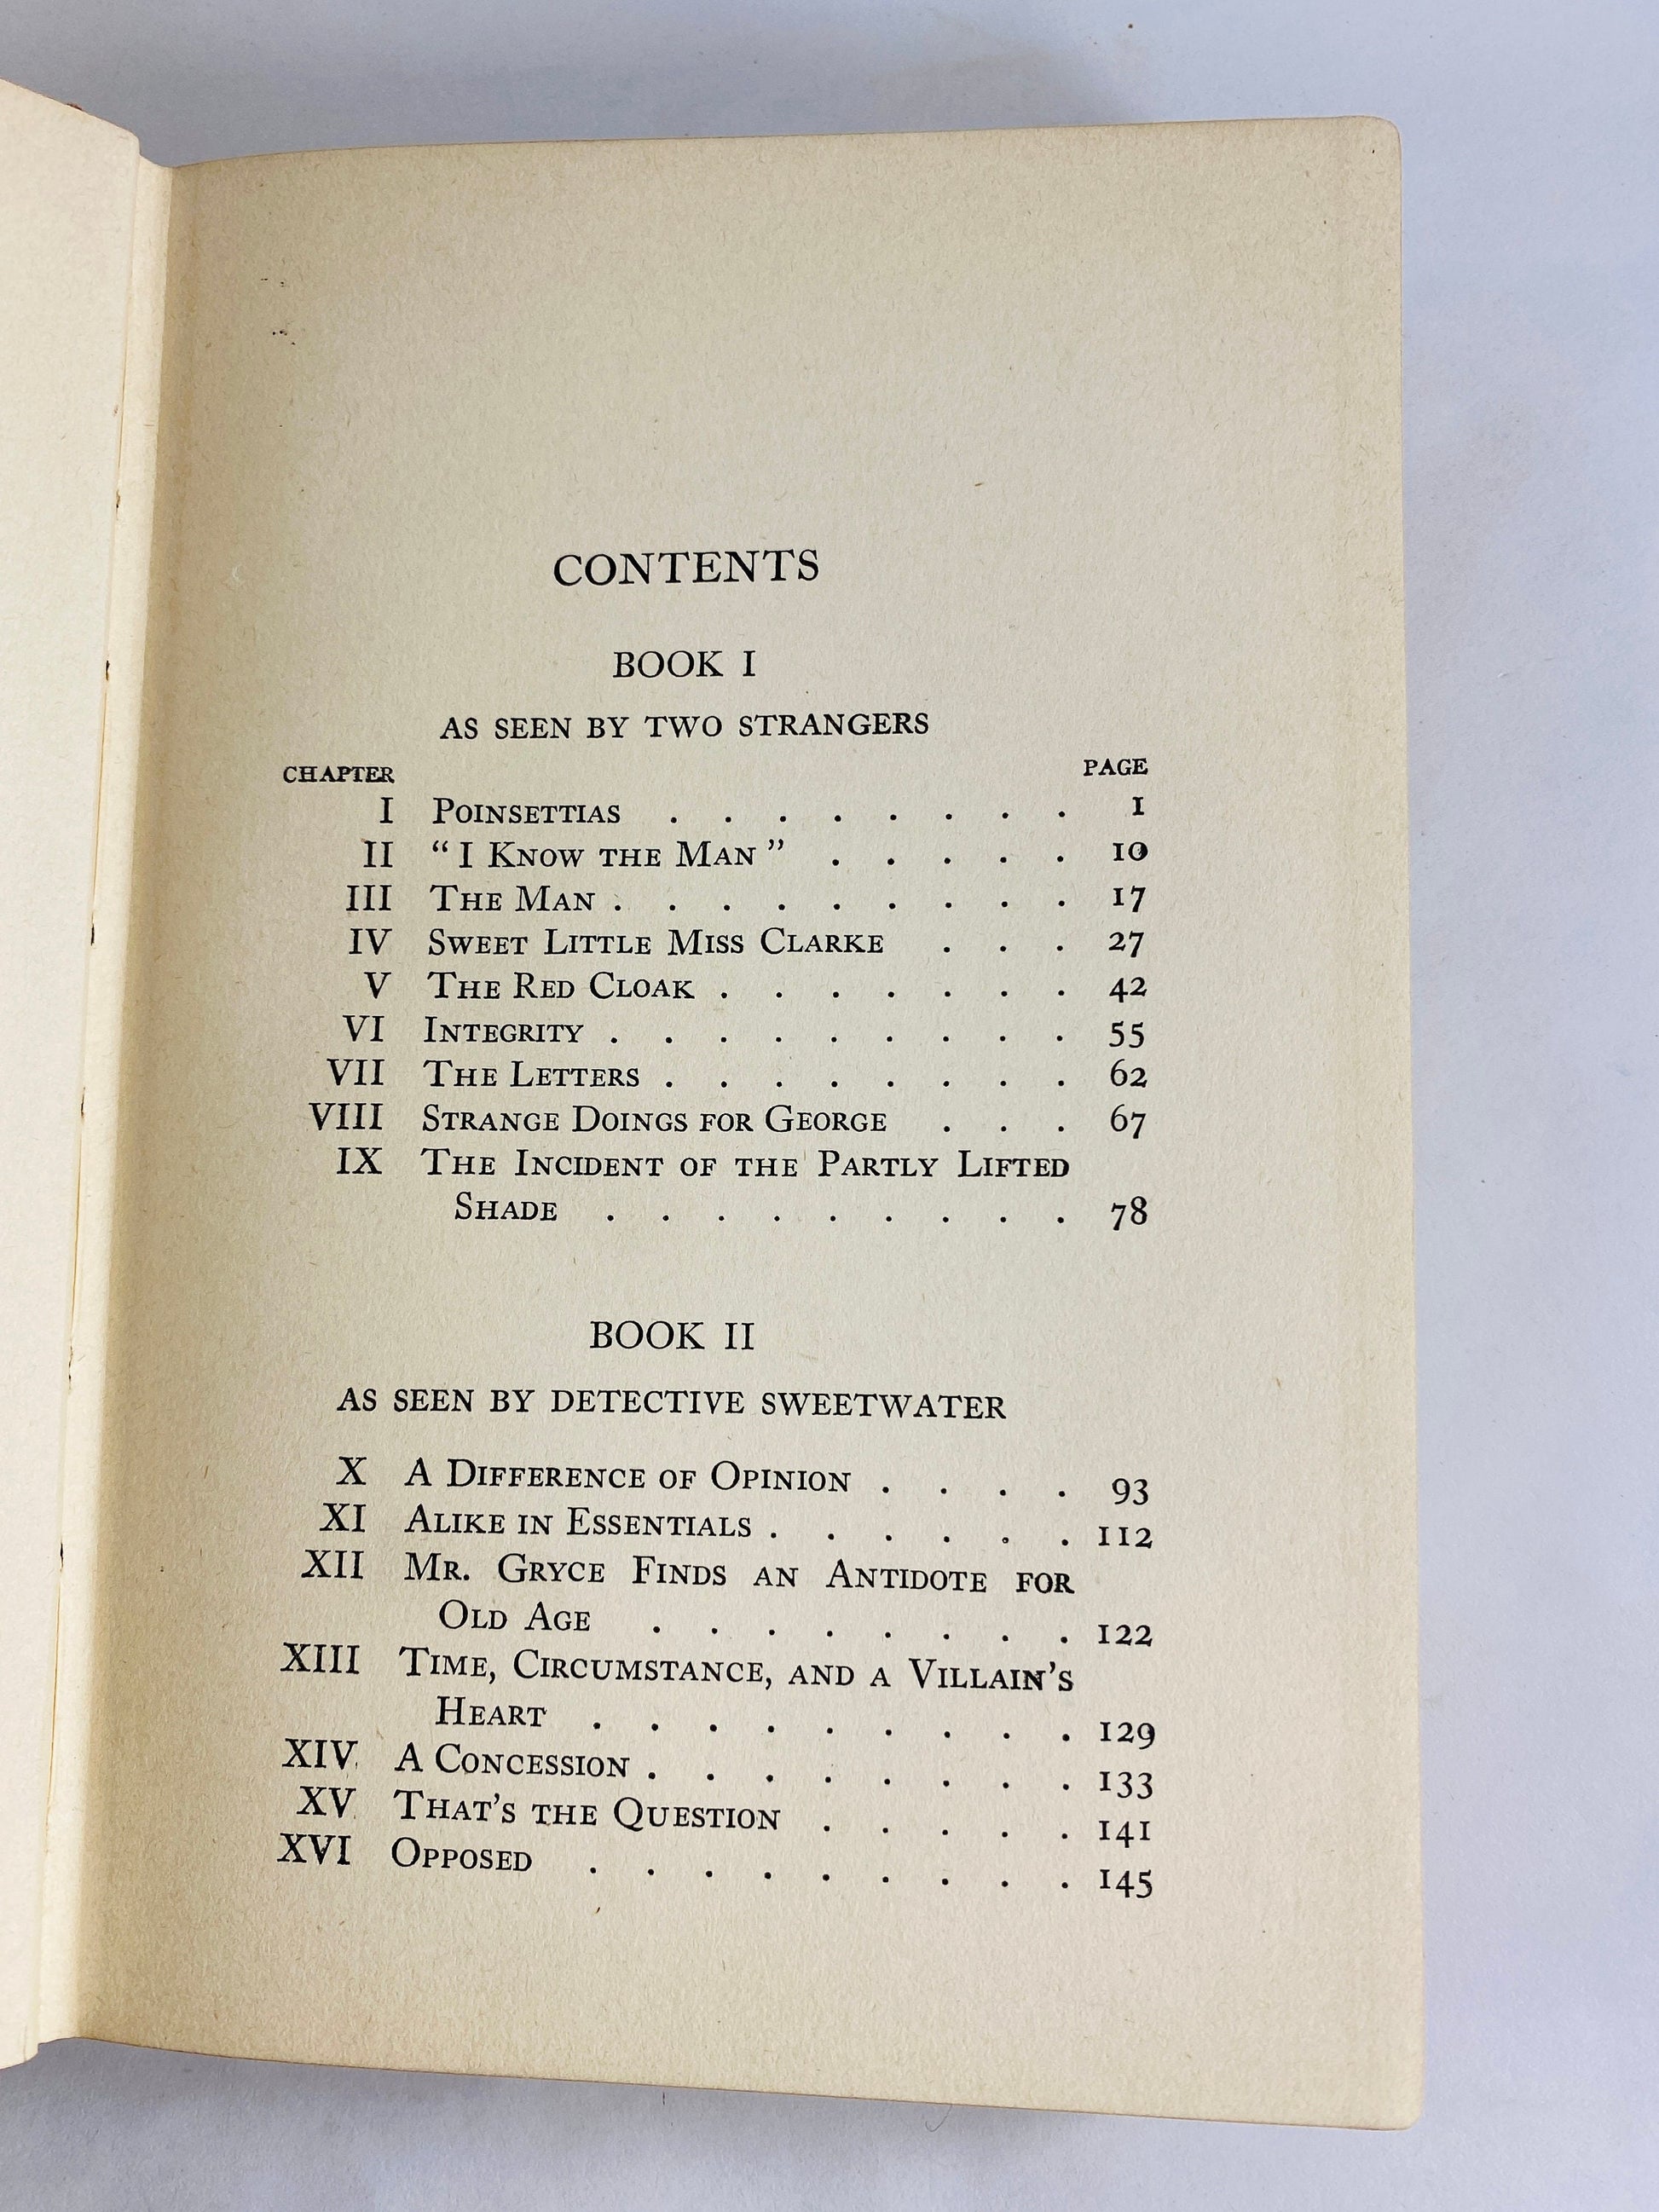 CONTENTS
BOOK I
AS SEEN BY TWO STRANGERS
CHAPTER PAGE
I Poinsettias . . . . . . . . 1
II “I Know the Man” . . . . . 10
III The Man . . . . . . . . . 17
IV Sweet Little Miss Clarke . . . 27
V The Red Cloak . . . . . . . 42
VI Integrity . . . . . . . . . 55
VII The Letters . . . . . . . . 62
VIII Strange Doings for George . . . 67
IX The Incident of the Partly Lifted
Shade . . . . . . . . . 78
BOOK II
AS SEEN BY DETECTIVE SWEETWATER
X A Difference of Opinion . . . . 93
XI Alike in Essentials . . . . . . 112
XII Mr. Gryce Finds an Antidote for
Old Age . . . . . . . . 122
XIII Time, Circumstance, and a Villain's
Heart . . . . . . . . . 129
XIV A Concession . . . . . . . . 133
XV That's the Question . . . . . 141
XVI Opposed . . . . . . . . . 145